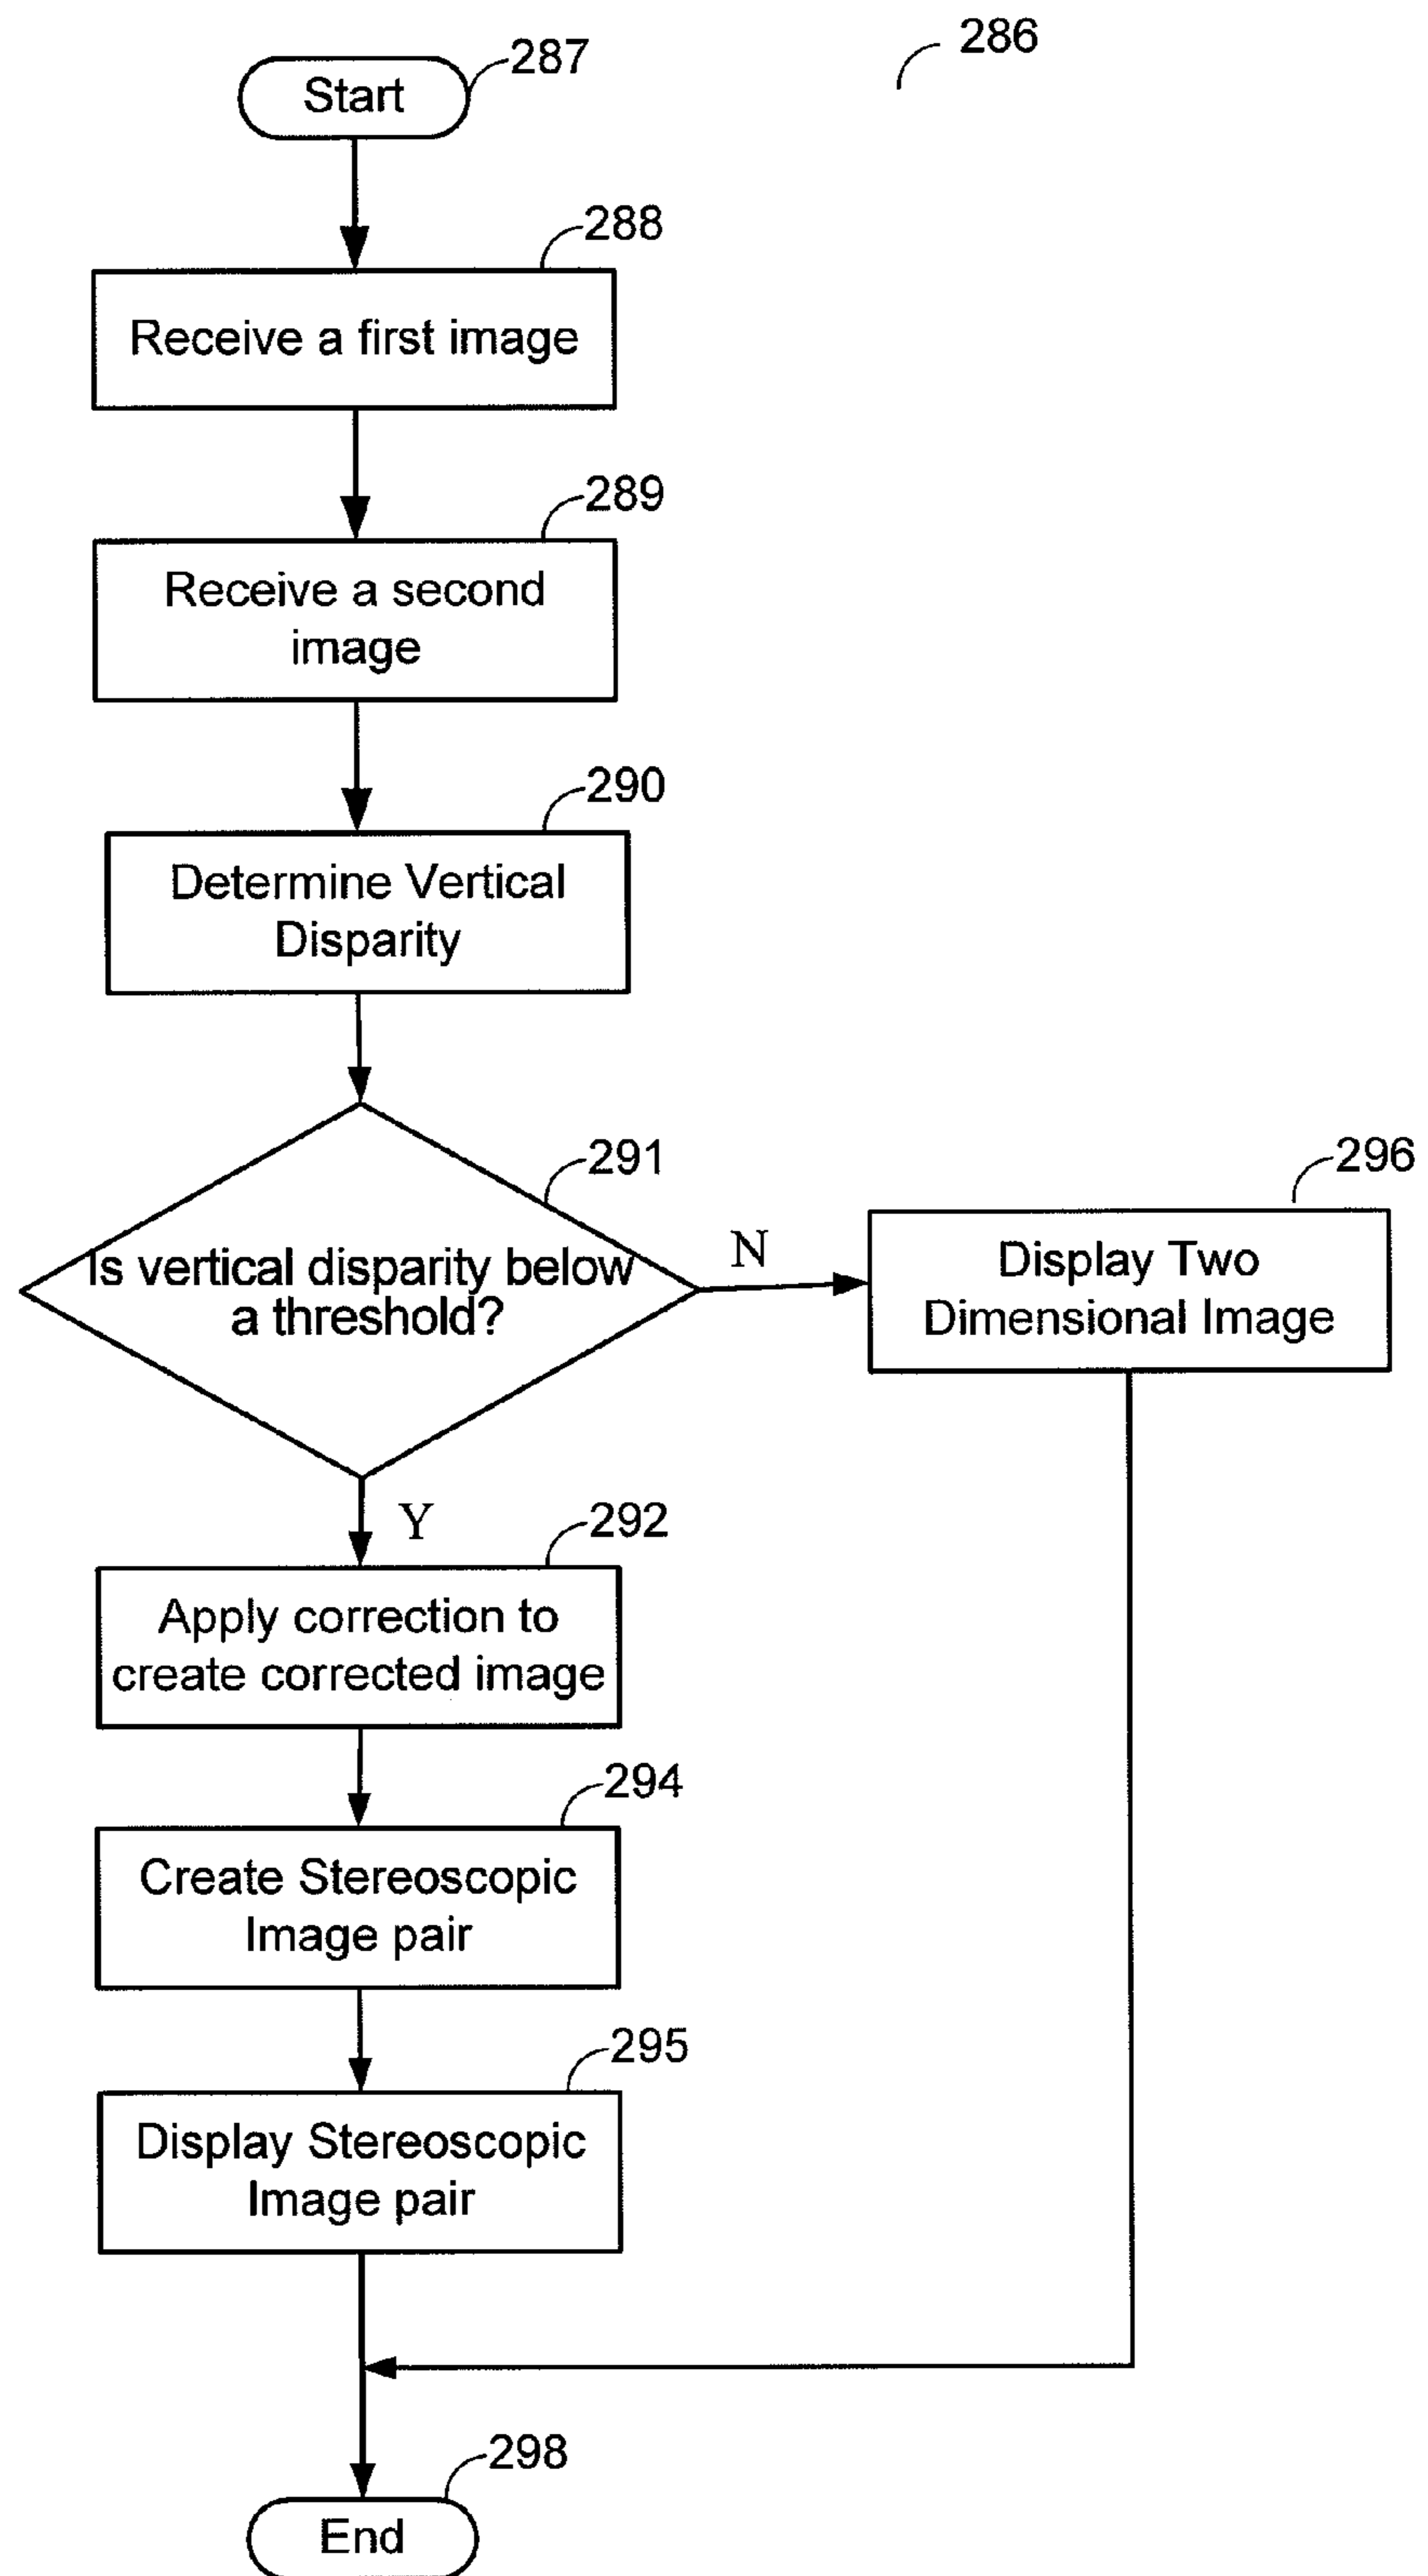 286
287
Start
288
Receive a first image
289
Receive a second
image
290
Determine Vertical
Disparity
291
Is vertical disparity below
a threshold?
N
296
Display Two
Dimensional Image
Y
292
Apply correction to
create corrected image
294
Create Stereoscopic
Image pair
295
Display Stereoscopic
Image pair
298
End